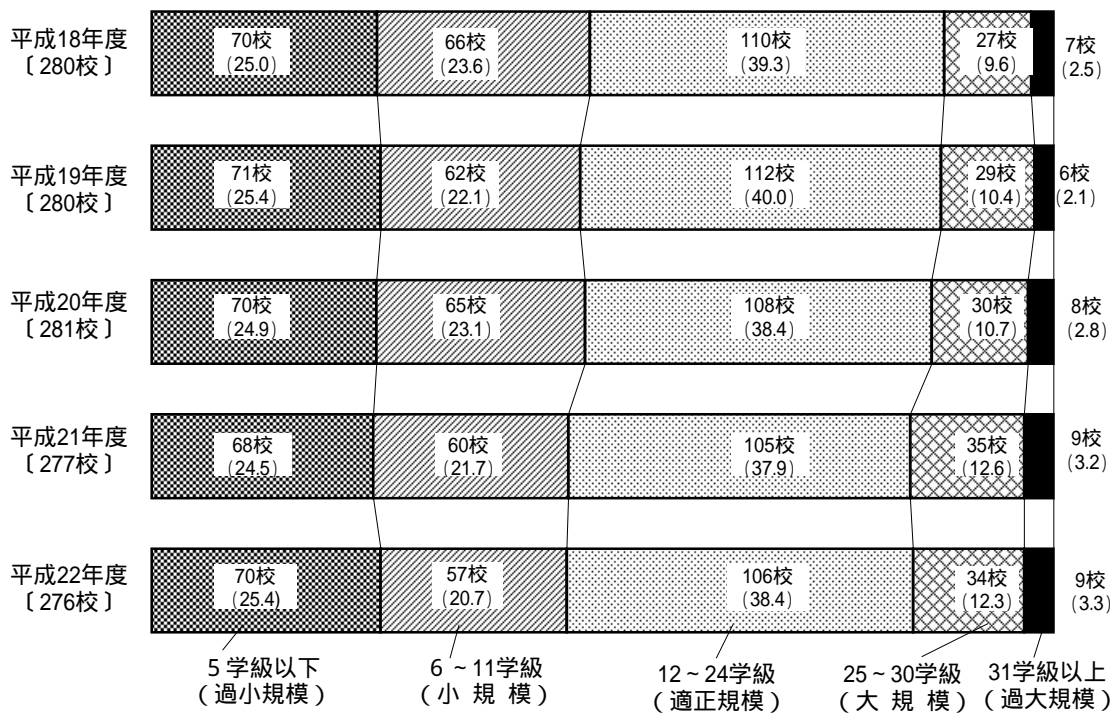 平成18年度
〔280校〕
70校
(25.0)
66校
(23.6)
110校
(39.3)
27校
(9.6)
7校
(2.5)
平成19年度
〔280校〕
71校
(25.4)
62校
(22.1)
112校
(40.0)
29校
(10.4)
6校
(2.1)
平成20年度
〔281校〕
70校
(24.9)
65校
(23.1)
108校
(38.4)
30校
(10.7)
8校
(2.8)
平成21年度
〔277校〕
68校
(24.5)
60校
(21.7)
105校
(37.9)
35校
(12.6)
9校
(3.2)
平成22年度
〔276校〕
70校
(25.4)
57校
(20.7)
106校
(38.4)
34校
(12.3)
9校
(3.3)
5学級以下
(過小規模)
6~11学級
(小規模)
12~24学級
(適正規模)
25~30学級
(大規模)
31学級以上
(過大規模)